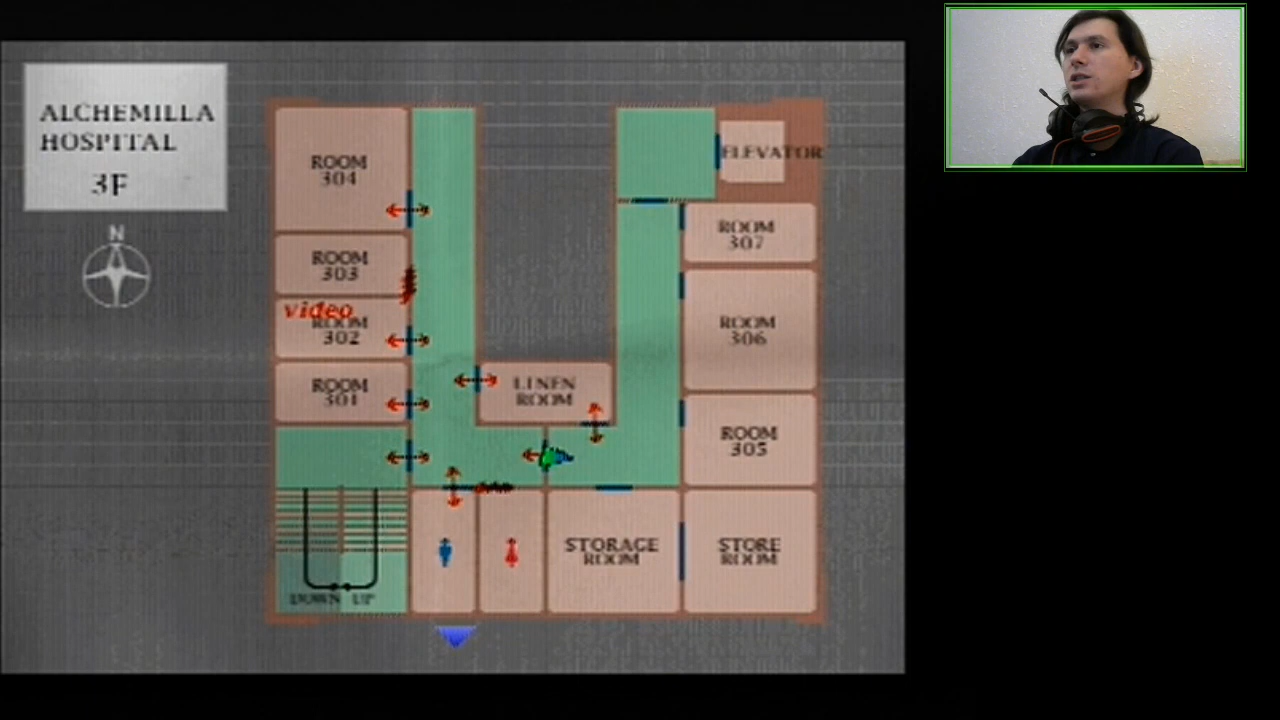 ALCHEMILLA
HOSPITAL
3F
N
ROOM
304
ELEVATOR
ROOM
303
ROOM
307
video
ROOM
302
ROOM
306
ROOM
301
LINEN
ROOM
ROOM
305
STORAGE
ROOM
STORE
ROOM
DOWN UP